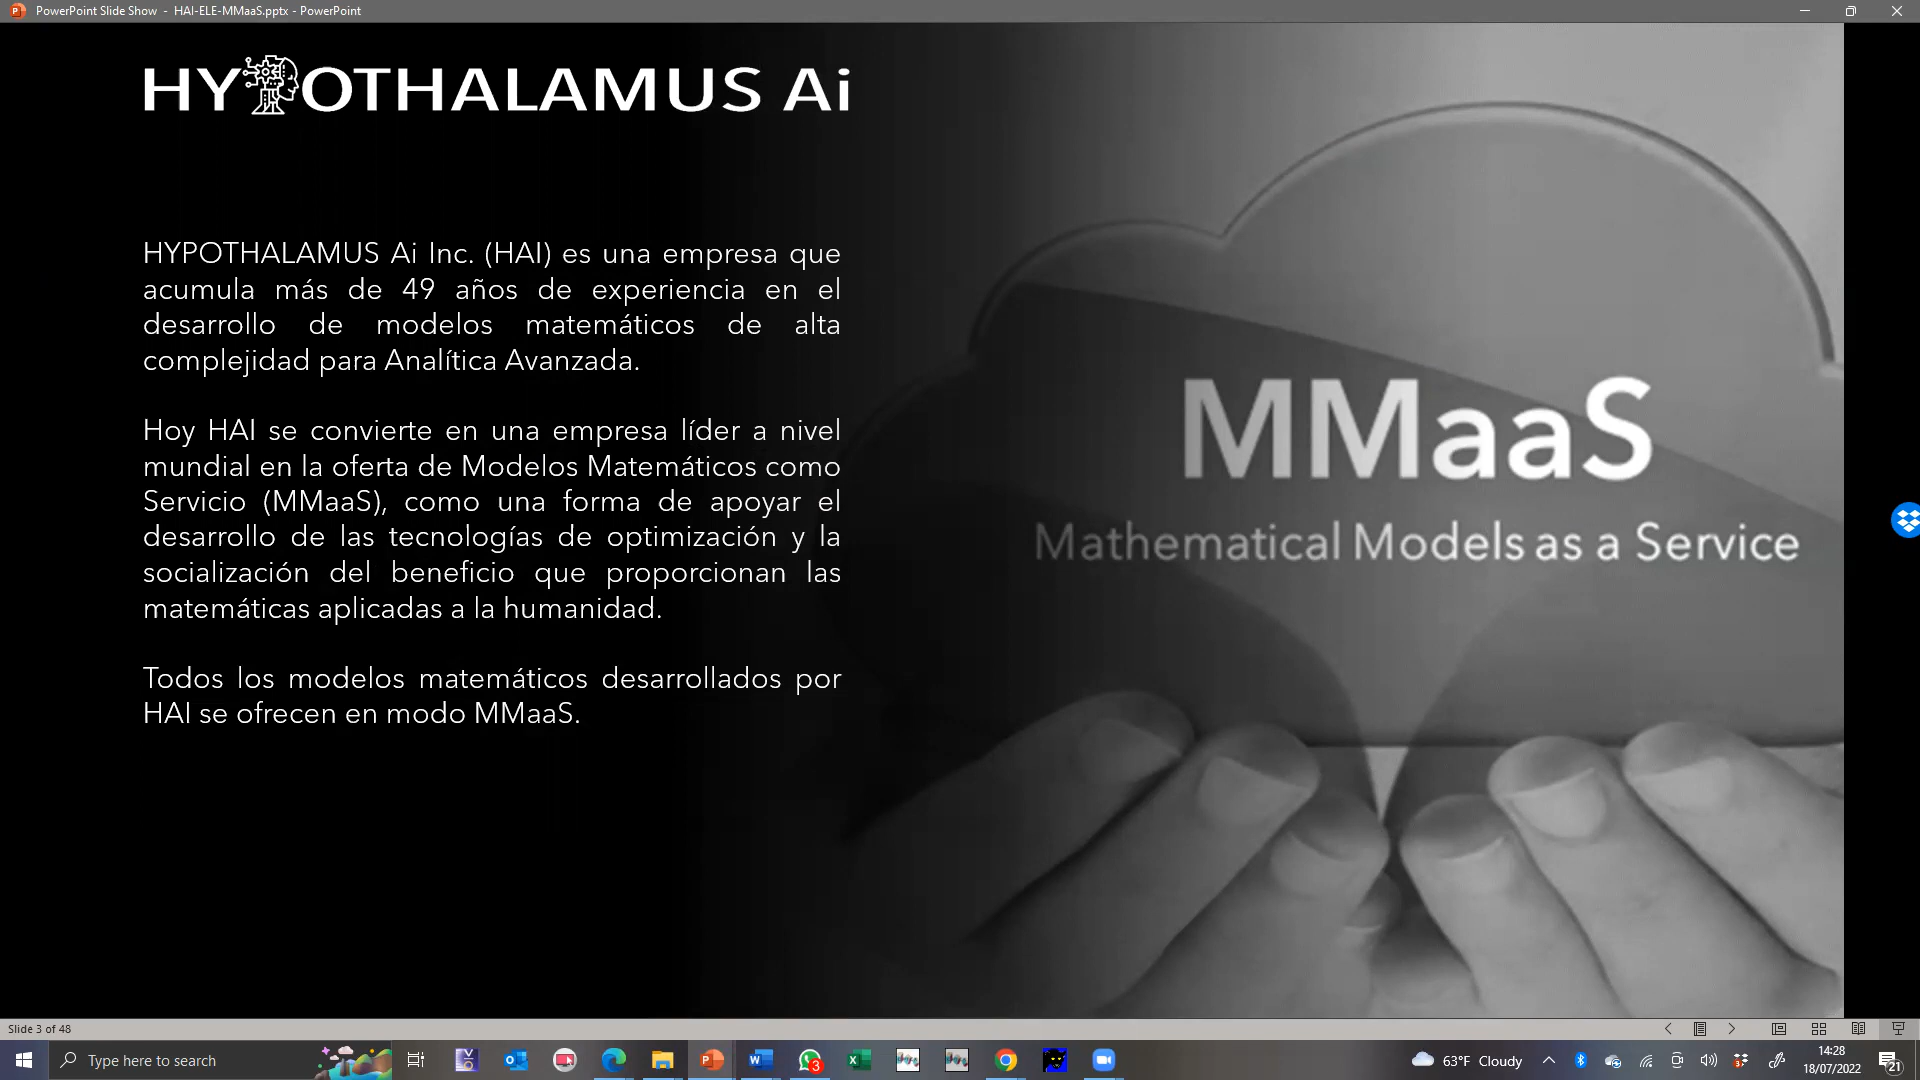 PowerPoint Slide Show - HAI-ELE-MMaaS.pptx - PowerPoint
HYPOTHALAMUS Ai
HYPOTHALAMUS Ai Inc. (HAI) es una empresa que
acumula más de 49 años de experiencia en el
desarrollo de modelos matemáticos de alta
complejidad para Analítica Avanzada.
Hoy HAI se convierte en una empresa líder a nivel
mundial en la oferta de Modelos Matemáticos como
Servicio (MMaaS), como una forma de apoyar el
desarrollo de las tecnologías de optimización y la
socialización del beneficio que proporcionan las
matemáticas aplicadas a la humanidad.
Todos los modelos matemáticos desarrollados por
HAI se ofrecen en modo MMaaS.
MMaaS
Mathematical Models as a Service
Slide 3 of 48
Type here to search
3
63°F Cloudy
14:28
18/07/2022
21